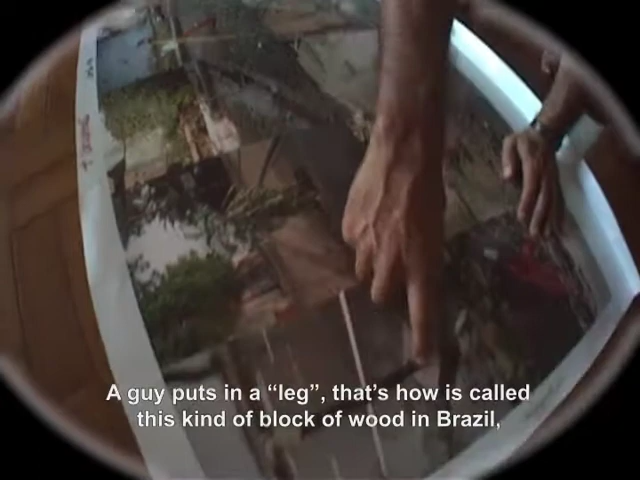 A guy puts in a “leg”, that’s how is called
this kind of block of wood in Brazil,